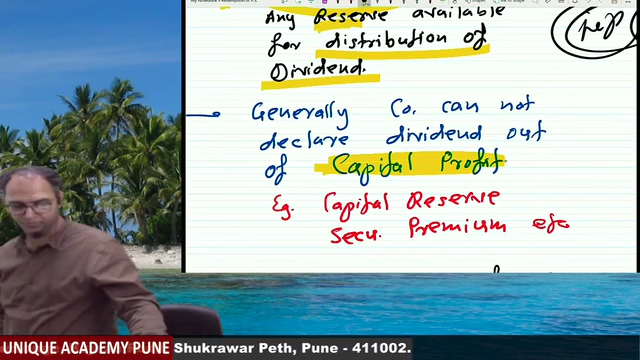 Any Reserve available
for distribution of
Dividend.
Generally Co. can not
declare dividend out
of Capital Profit
Eg. Capital Reserve
Secu. Premium etc
UNIQUE ACADEMY PUNE Shukrawar Peth, Pune - 411002.